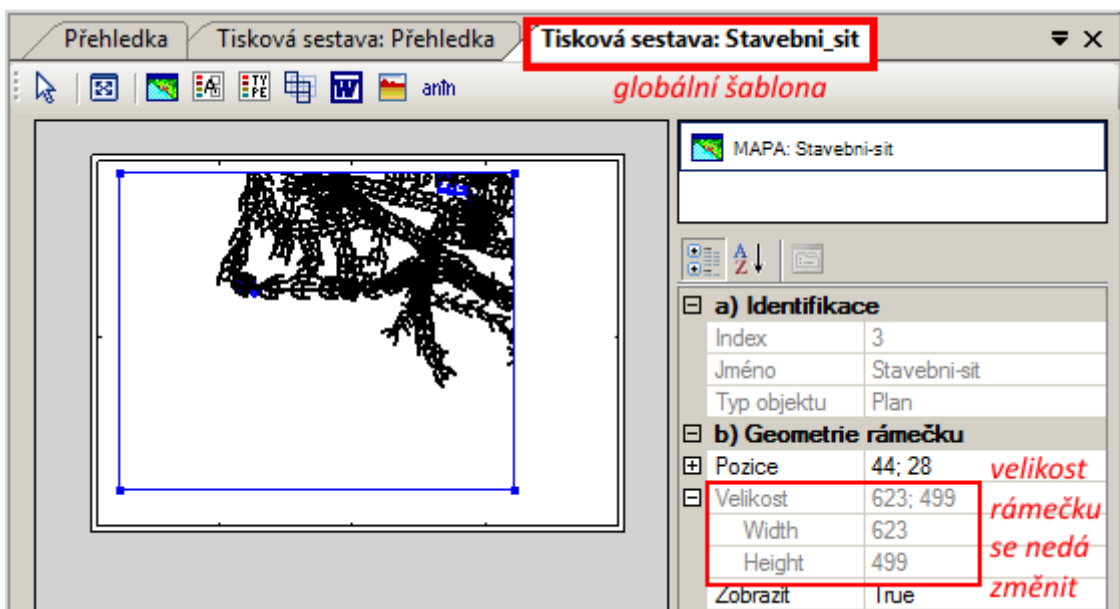 Přehledka
Tisková sestava: Přehledka
Tisková sestava: Stavebni_sit
globální šablona
MAPA: Stavebni-sit
a) Identifikace
Index 3
Jméno Stavebni-sit
Typ objektu Plan
b) Geometrie rámečku
Pozice 44; 28
Velikost 623; 499
Width 623
Height 499
Zobrazit True
velikost
rámečku
se nedá
změnit